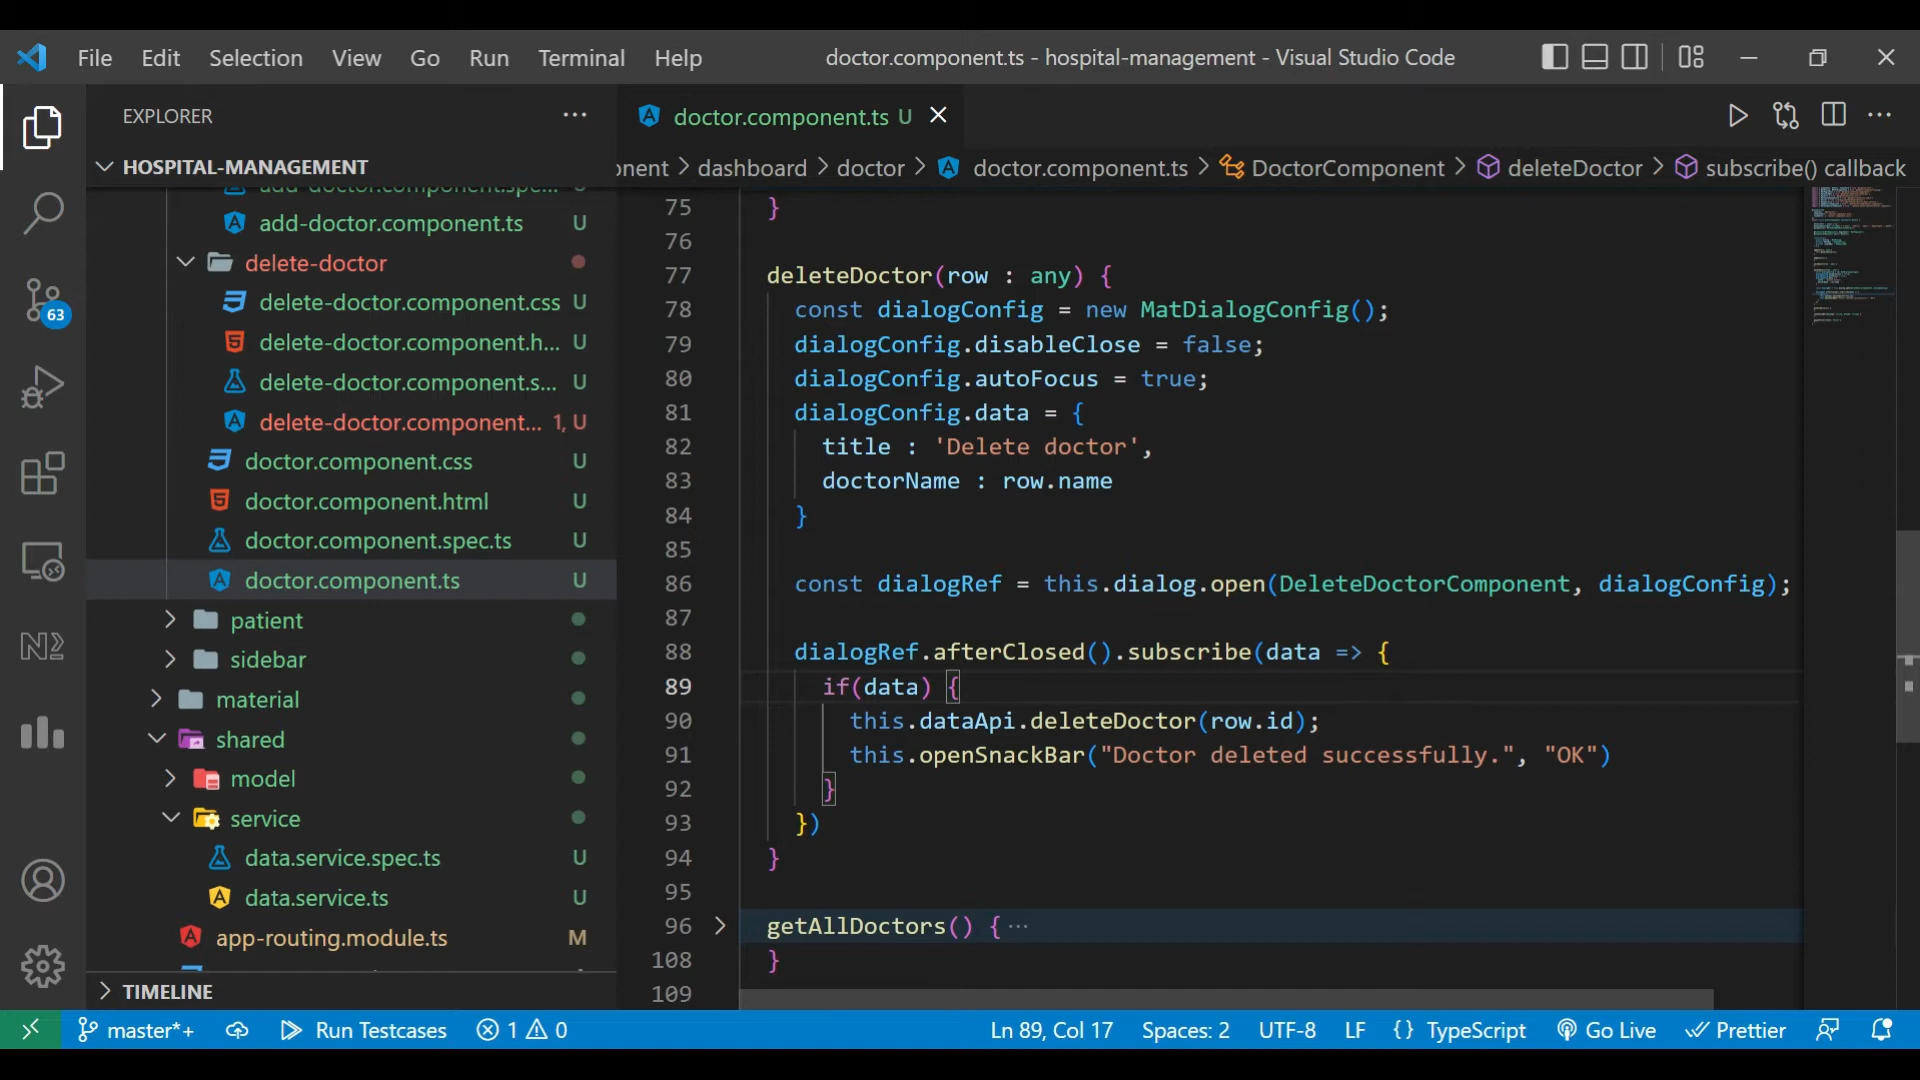 File Edit Selection View Go Run Terminal Help
doctor.component.ts - hospital-management - Visual Studio Code
EXPLORER ···
doctor.component.ts U
HOSPITAL-MANAGEMENT
onent > dashboard > doctor > doctor.component.ts > DoctorComponent > deleteDoctor > subscribe() callback
add-doctor.component.spe... U
add-doctor.component.ts U
delete-doctor
delete-doctor.component.css U
delete-doctor.component.h... U
delete-doctor.component.s... U
delete-doctor.component... 1, U
doctor.component.css U
doctor.component.html U
doctor.component.spec.ts U
doctor.component.ts U
patient
sidebar
material
shared
model
service
data.service.spec.ts U
data.service.ts U
app-routing.module.ts M
TIMELINE
63
75 }
76
77 deleteDoctor(row : any) {
78 const dialogConfig = new MatDialogConfig();
79 dialogConfig.disableClose = false;
80 dialogConfig.autoFocus = true;
81 dialogConfig.data = {
82 title : 'Delete doctor',
83 doctorName : row.name
84 }
85
86 const dialogRef = this.dialog.open(DeleteDoctorComponent, dialogConfig);
87
88 dialogRef.afterClosed().subscribe(data => {
89 if(data) {
90 this.dataApi.deleteDoctor(row.id);
91 this.openSnackBar("Doctor deleted successfully.", "OK")
92 }
93 })
94 }
95
96 getAllDoctors() { ···
108 }
109
master*+ Run Testcases 1 0 Ln 89, Col 17 Spaces: 2 UTF-8 LF {} TypeScript Go Live Prettier